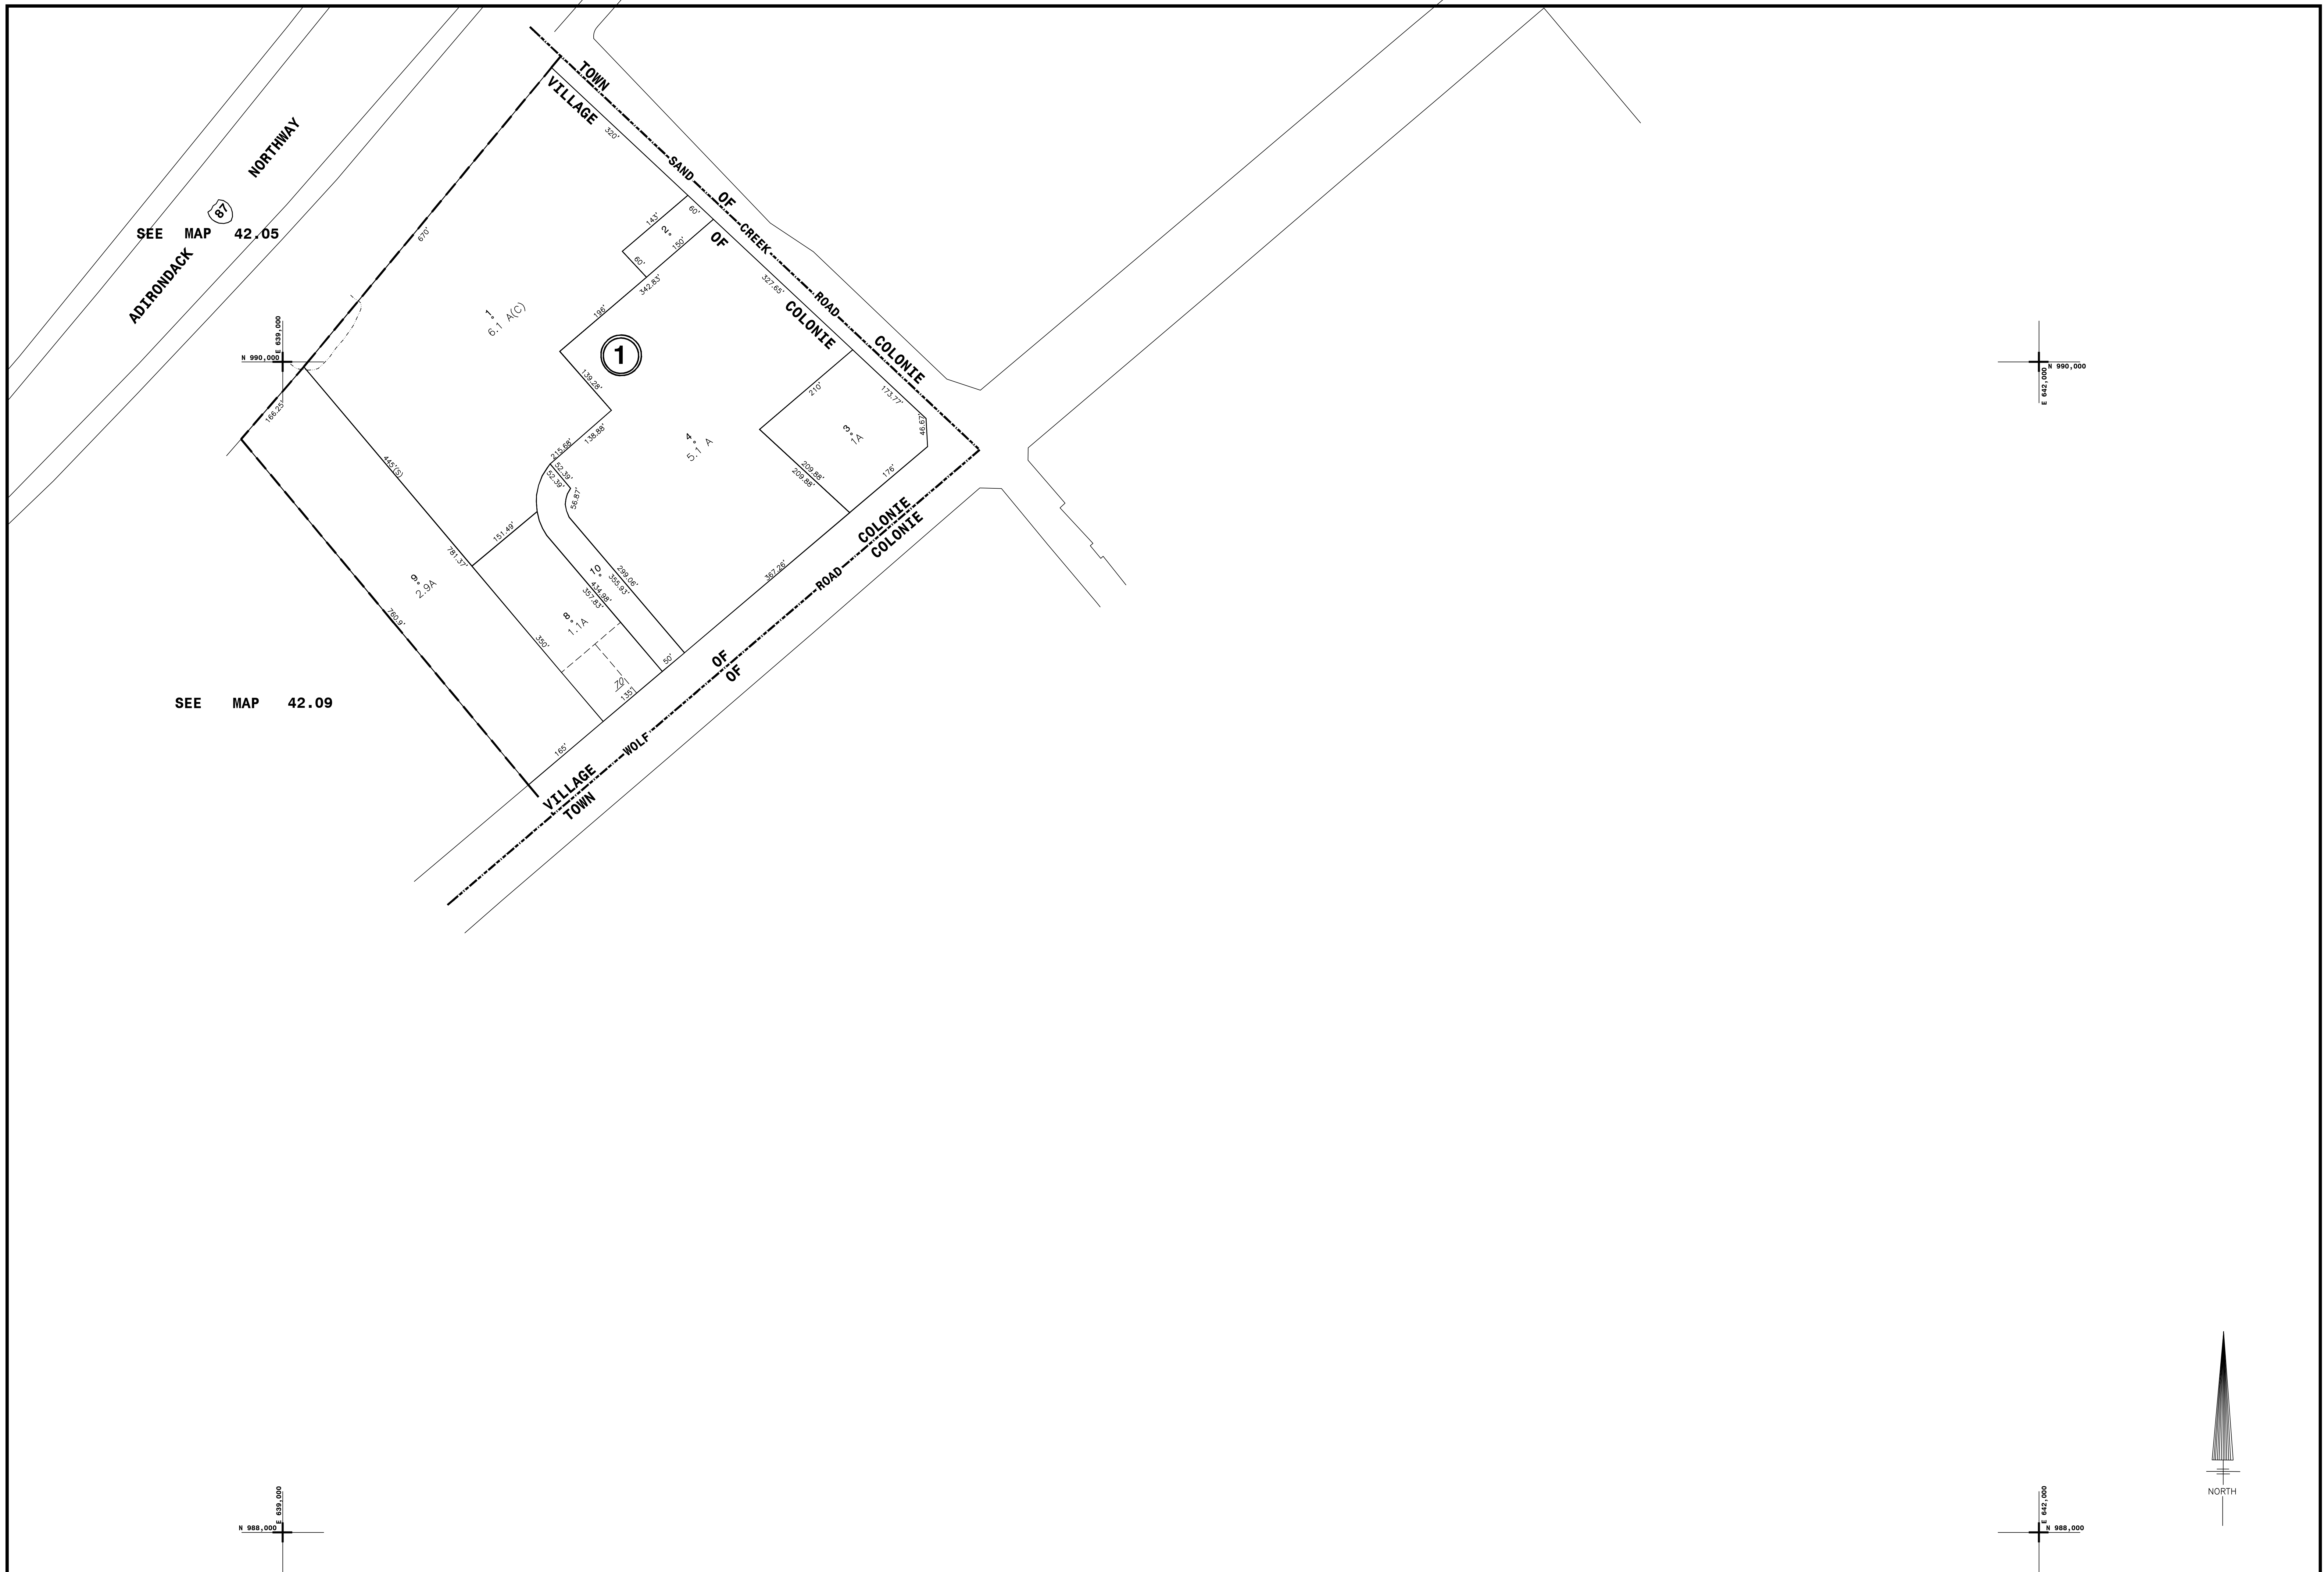 TOWN OF COLONIE
VILLAGE OF COLONIE
SAND CREEK ROAD
ADIRONDACK NORTHWAY
87
SEE MAP 42.05
N 990,000
E 639,000
N 990,000
E 642,000
320'
60'
143'
2
150'
60'
342.83'
327.65'
196'
670'
1
6.1 A(C)
1
139.28'
138.88'
215.68'
52.39'
52.39'
56.87'
4
5.1 A
210'
173.77'
3
1A
46.67'
209.88'
209.88'
176'
166.25'
445'(S)
151.49'
781.37'
9
2.9A
760.9'
10
299.06'
355.93'
434.98'
357.83'
8
1.1A
350'
50'
367.26'
135'
165'
VILLAGE OF COLONIE
WOLF ROAD
TOWN OF COLONIE
SEE MAP 42.09
N 988,000
E 639,000
N 988,000
E 642,000
NORTH